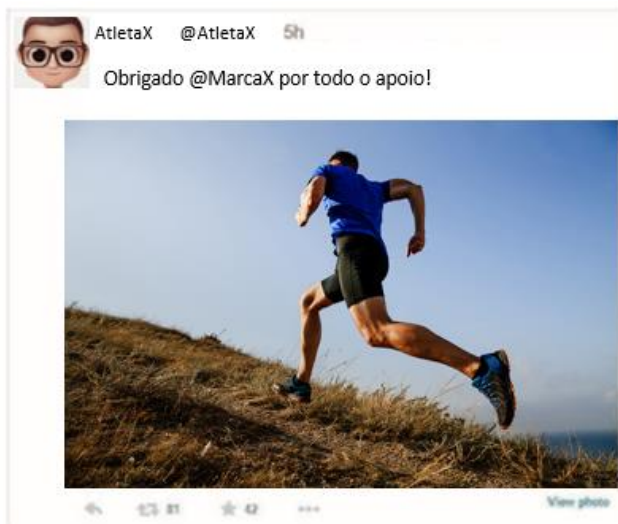 AtletaX @AtletaX 5h
Obrigado @MarcaX por todo o apoio!
81 42
View photo